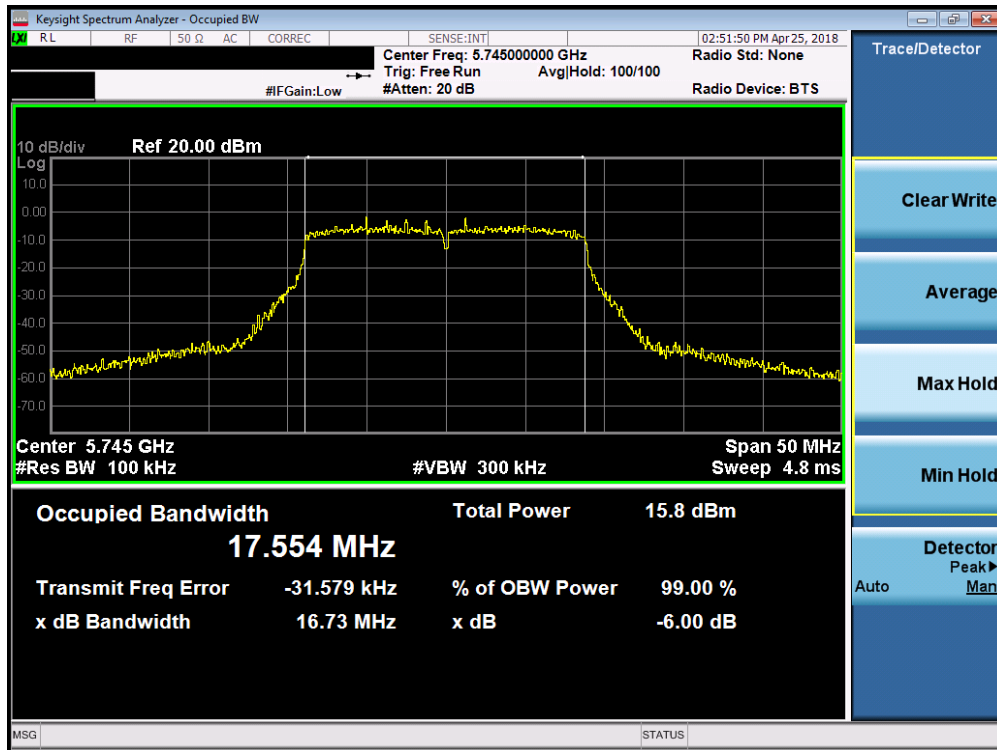 Keysight Spectrum Analyzer - Occupied BW
LXI RL RF 50 Ω AC CORREC SENSE:INT 02:51:50 PM Apr 25, 2018
Center Freq: 5.745000000 GHz Radio Std: None
Trig: Free Run Avg|Hold: 100/100
#IFGain:Low #Atten: 20 dB Radio Device: BTS
10 dB/div Ref 20.00 dBm
Log
10.0
0.00
-10.0
-20.0
-30.0
-40.0
-50.0
-60.0
-70.0
Center 5.745 GHz Span 50 MHz
#Res BW 100 kHz #VBW 300 kHz Sweep 4.8 ms
Occupied Bandwidth Total Power 15.8 dBm
17.554 MHz
Transmit Freq Error -31.579 kHz % of OBW Power 99.00 %
x dB Bandwidth 16.73 MHz x dB -6.00 dB
MSG STATUS
Trace/Detector
Clear Write
Average
Max Hold
Min Hold
Detector
Peak▶
Auto Man